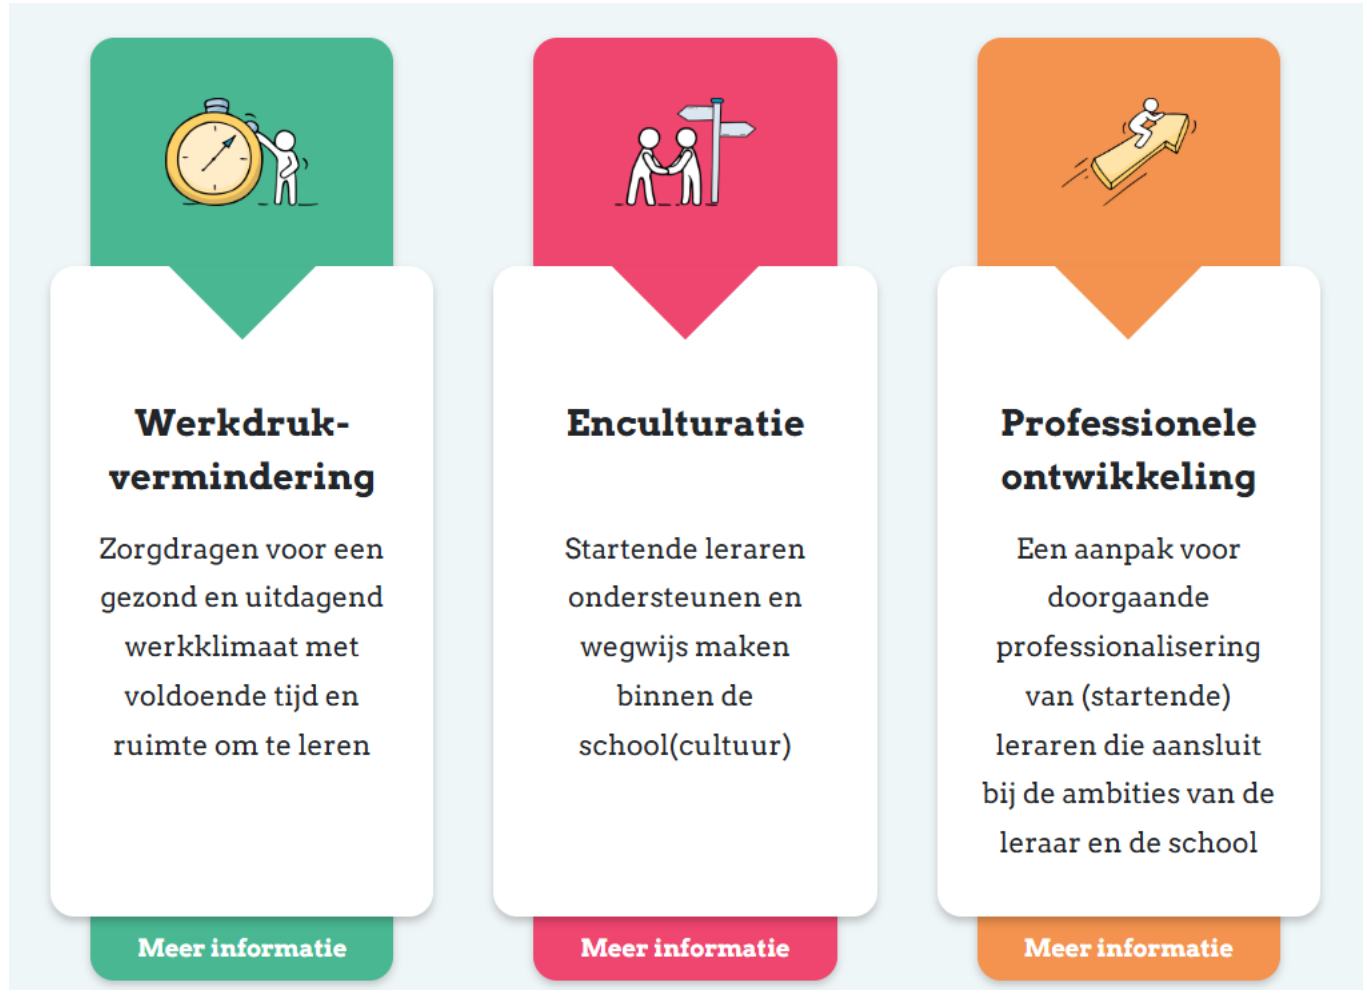 Werkdruk-
vermindering
Zorgdragen voor een
gezond en uitdagend
werkklimaat met
voldoende tijd en
ruimte om te leren
Meer informatie
Enculturatie
Startende leraren
ondersteunen en
wegwijs maken
binnen de
school(cultuur)
Meer informatie
Professionele
ontwikkeling
Een aanpak voor
doorgaande
professionalisering
van (startende)
leraren die aansluit
bij de ambities van de
leraar en de school
Meer informatie